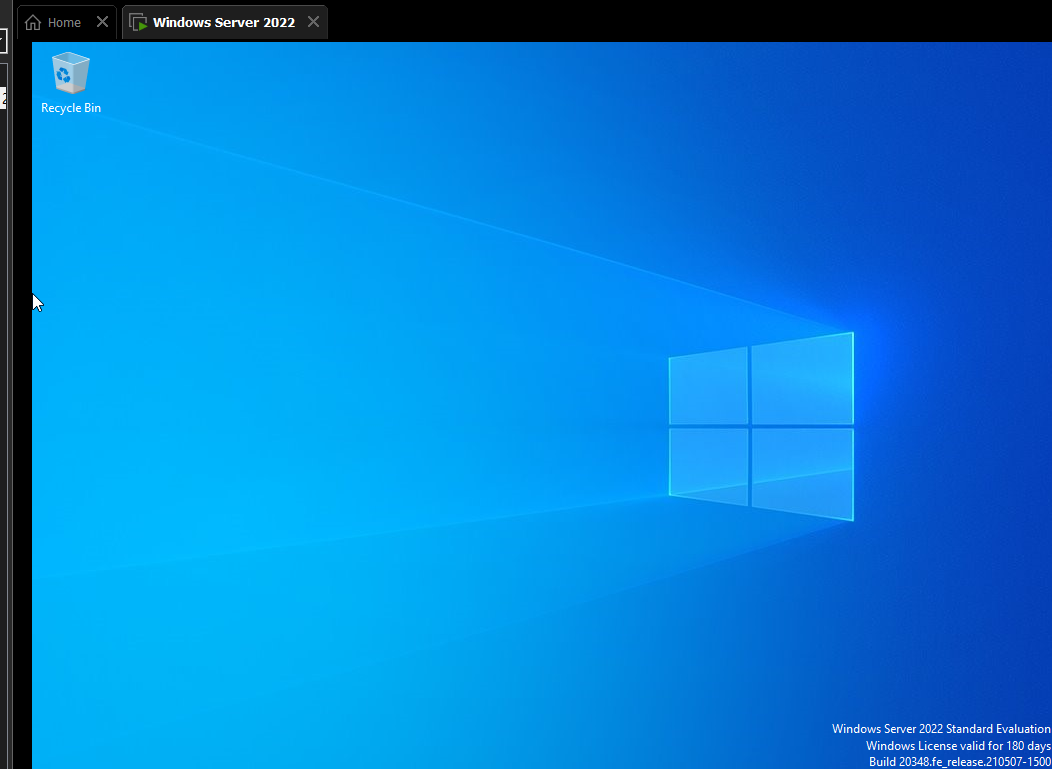 Home
Windows Server 2022
Recycle Bin
Windows Server 2022 Standard Evaluation
Windows License valid for 180 days
Build 20348.fe_release.210507-1500